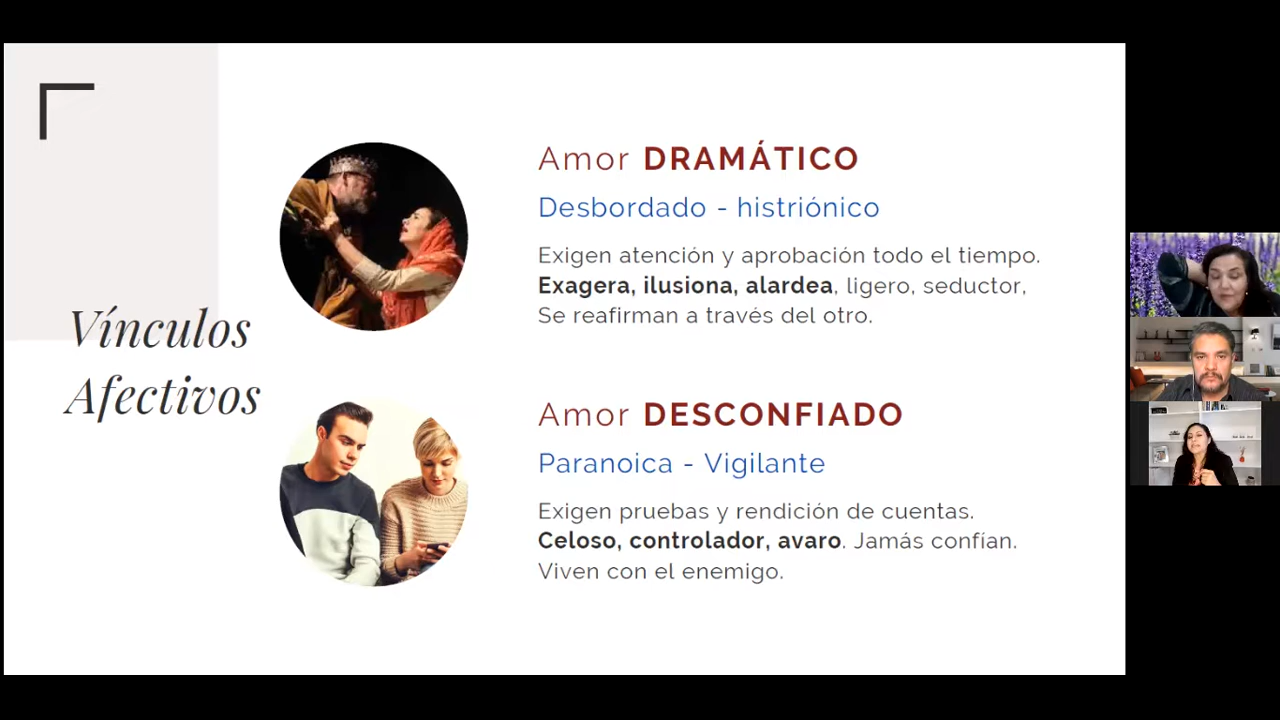 Vínculos
Afectivos
Amor DRAMÁTICO
Desbordado - histriónico
Exigen atención y aprobación todo el tiempo.
Exagera, ilusiona, alardea, ligero, seductor,
Se reafirman a través del otro.
Amor DESCONFIADO
Paranoica - Vigilante
Exigen pruebas y rendición de cuentas.
Celoso, controlador, avaro. Jamás confían.
Viven con el enemigo.